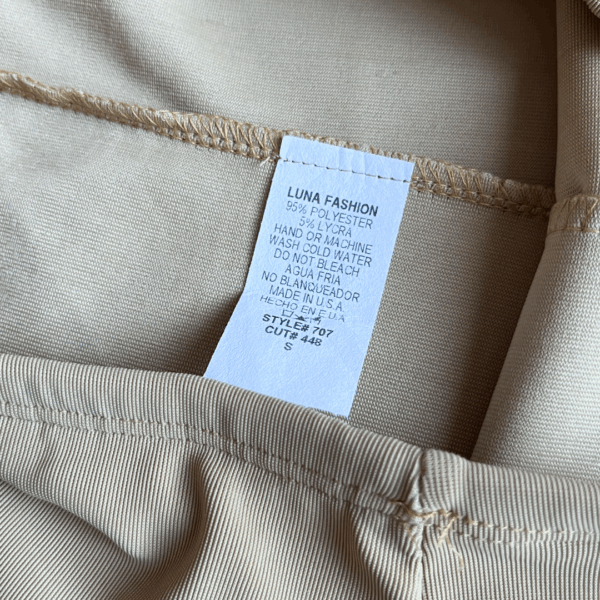 LUNA FASHION
95% POLYESTER
5% LYCRA
HAND OR MACHINE
WASH COLD WATER
DO NOT BLEACH
AGUA FRIA
NO BLANQUEADOR
MADE IN U.S.A.
HECHO EN E.U.A.
STYLE# 707
CUT# 448
S